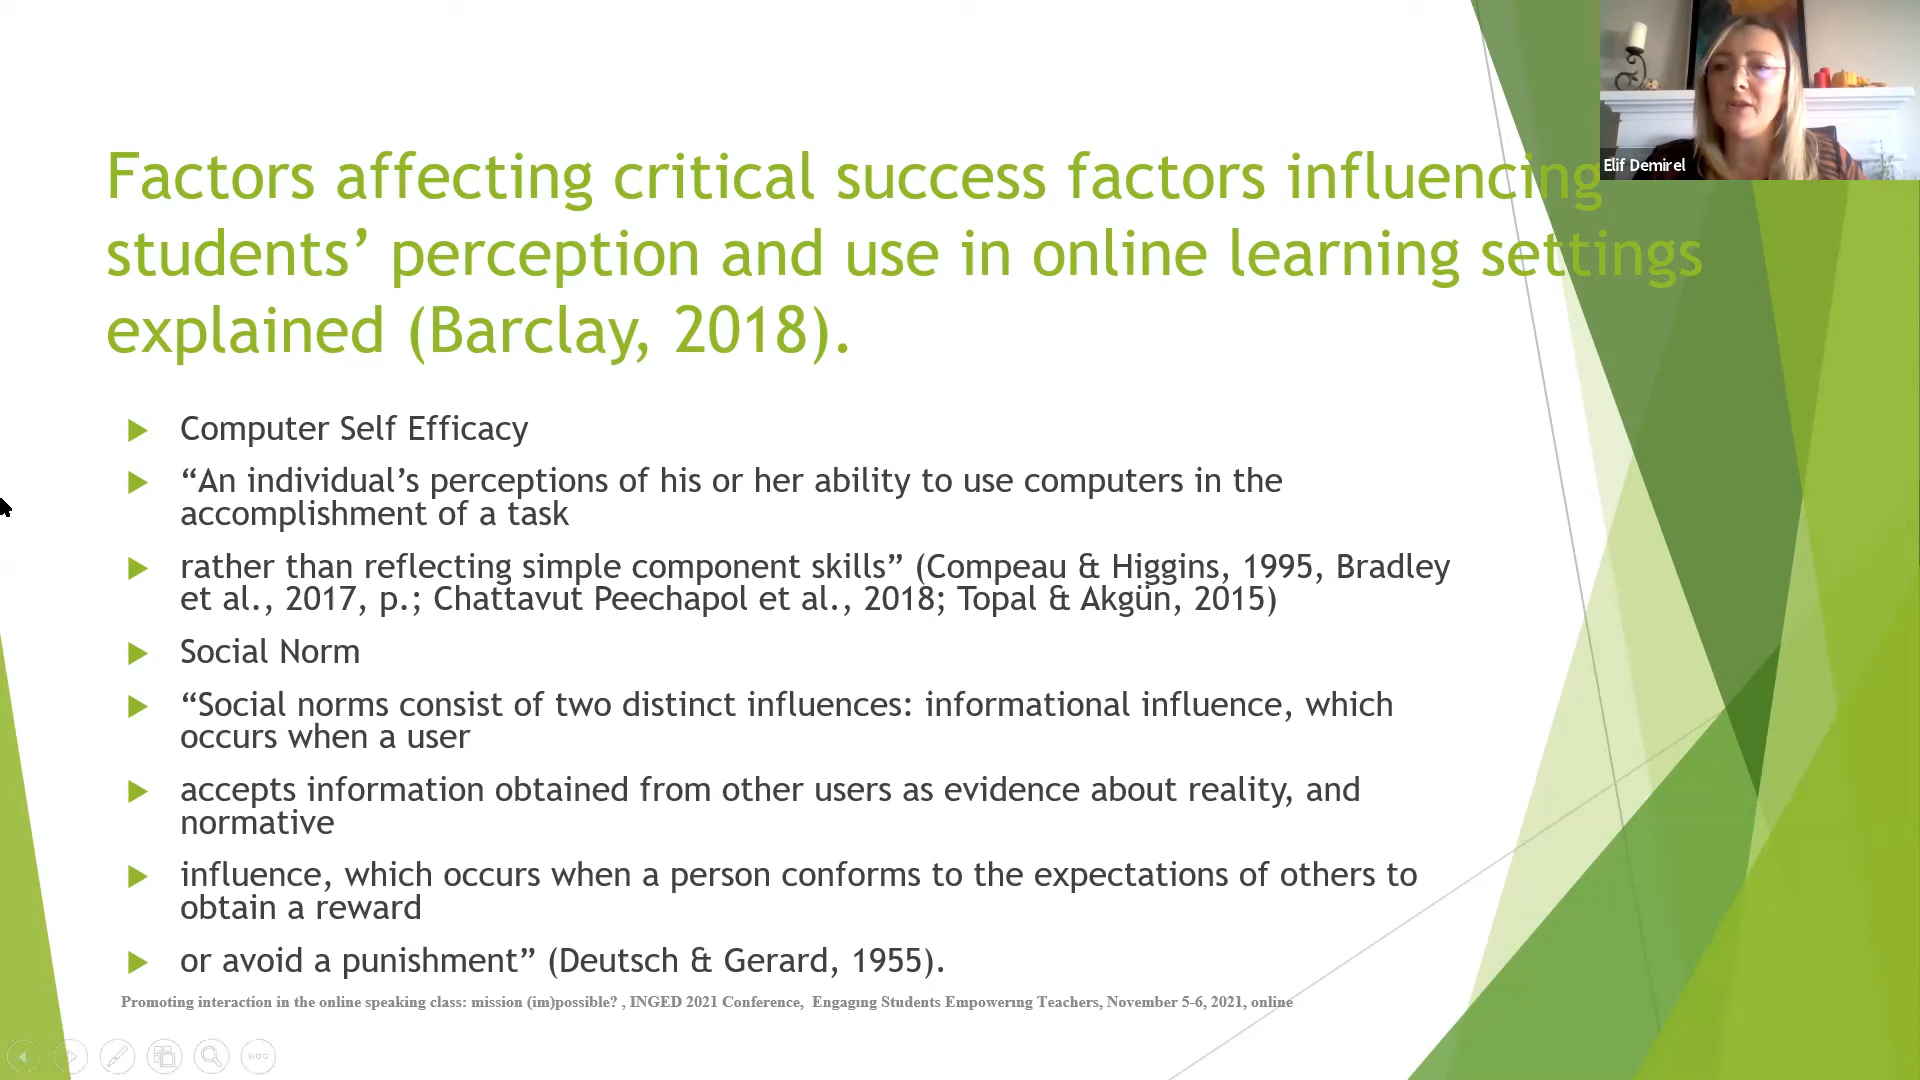 Factors affecting critical success factors influencing
students’ perception and use in online learning settings
explained (Barclay, 2018).
Elif Demirel
Computer Self Efficacy
“An individual’s perceptions of his or her ability to use computers in the
accomplishment of a task
rather than reflecting simple component skills” (Compeau & Higgins, 1995, Bradley
et al., 2017, p.; Chattavut Peechapol et al., 2018; Topal & Akgün, 2015)
Social Norm
“Social norms consist of two distinct influences: informational influence, which
occurs when a user
accepts information obtained from other users as evidence about reality, and
normative
influence, which occurs when a person conforms to the expectations of others to
obtain a reward
or avoid a punishment” (Deutsch & Gerard, 1955).
Promoting interaction in the online speaking class: mission (im)possible? , INGED 2021 Conference, Engagıng Students Empowerıng Teachers, November 5-6, 2021, online